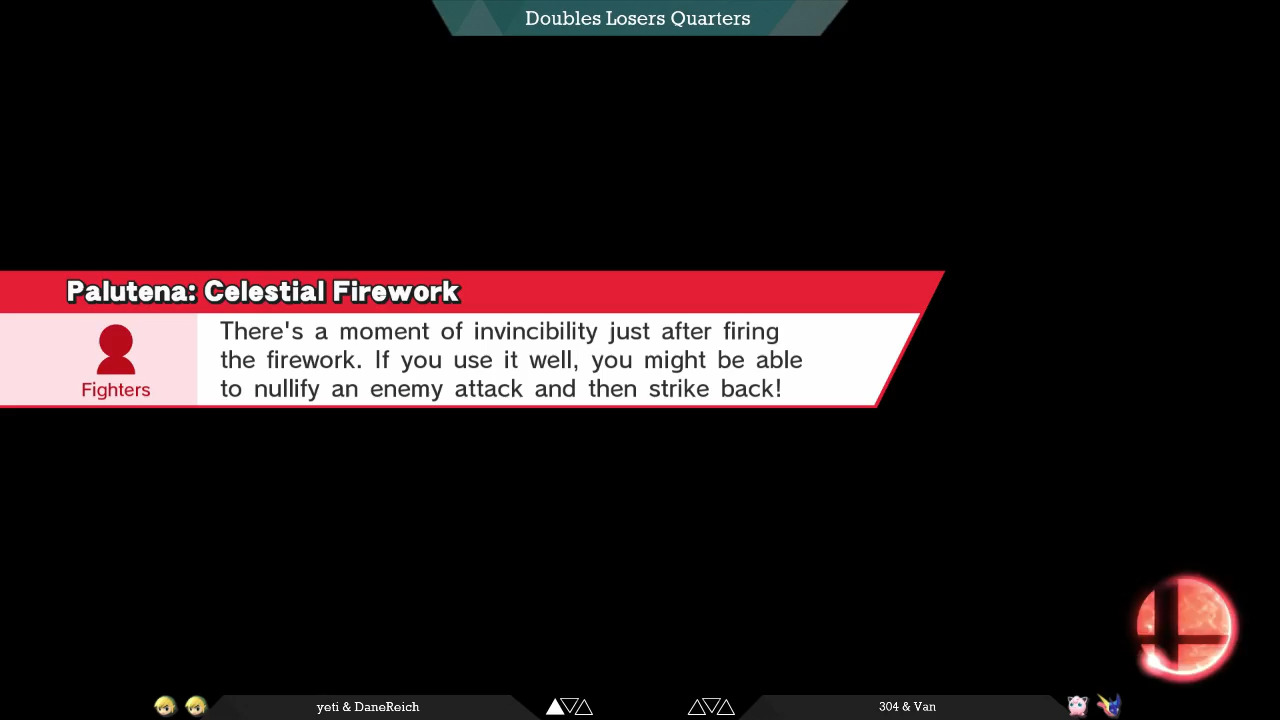 Doubles Losers Quarters
Palutena: Celestial Firework
There's a moment of invincibility just after firing
the firework. If you use it well, you might be able
to nullify an enemy attack and then strike back!
Fighters
yeti & DaneReich
304 & Van